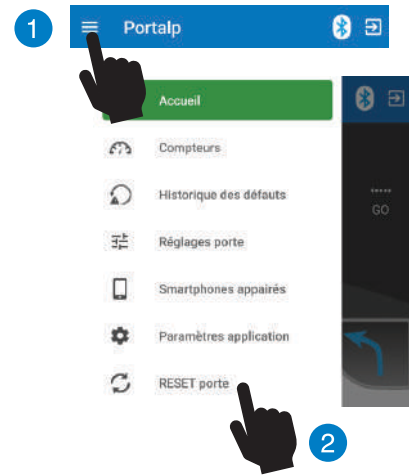 1
Portalp
Accueil
Compteurs
Historique des défauts
GO
Réglages porte
Smartphones appairés
Paramètres application
RESET porte
2